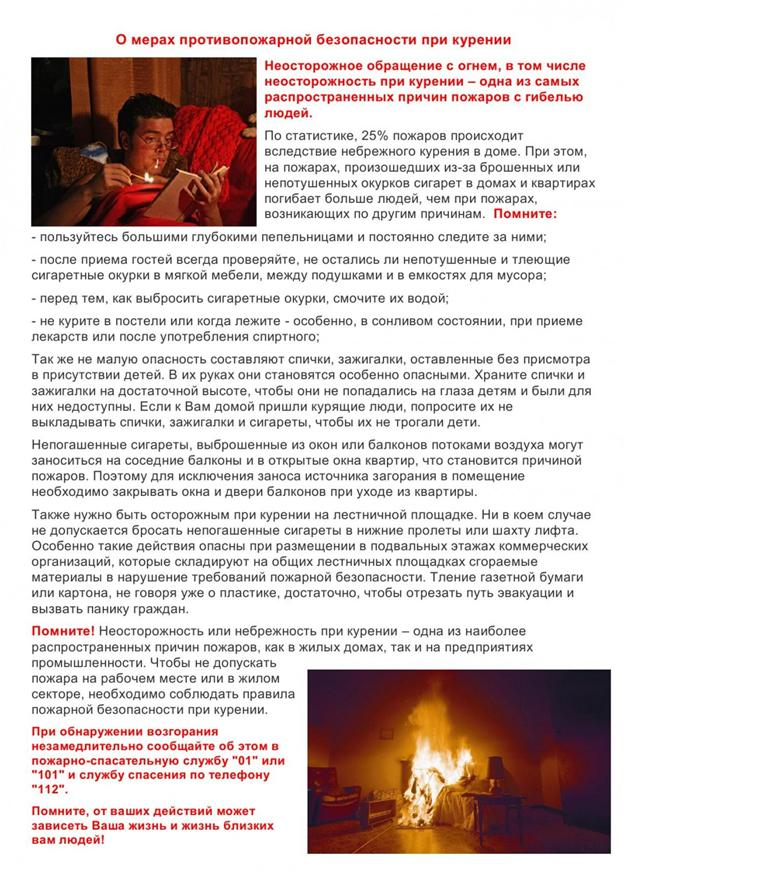 О мерах противопожарной безопасности при курении
Неосторожное обращение с огнем, в том числе
неосторожность при курении – одна из самых
распространенных причин пожаров с гибелью
людей.
По статистике, 25% пожаров происходит
вследствие небрежного курения в доме. При этом,
на пожарах, произошедших из-за брошенных или
непотушенных окурков сигарет в домах и квартирах
погибает больше людей, чем при пожарах,
возникающих по другим причинам. Помните:
- пользуйтесь большими глубокими пепельницами и постоянно следите за ними;
- после приема гостей всегда проверяйте, не остались ли непотушенные и тлеющие
сигаретные окурки в мягкой мебели, между подушками и в емкостях для мусора;
- перед тем, как выбросить сигаретные окурки, смочите их водой;
- не курите в постели или когда лежите - особенно, в сонливом состоянии, при приеме
лекарств или после употребления спиртного;
Так же не малую опасность составляют спички, зажигалки, оставленные без присмотра
в присутствии детей. В их руках они становятся особенно опасными. Храните спички и
зажигалки на достаточной высоте, чтобы они не попадались на глаза детям и были для
них недоступны. Если к Вам домой пришли курящие люди, попросите их не
выкладывать спички, зажигалки и сигареты, чтобы их не трогали дети.
Непогашенные сигареты, выброшенные из окон или балконов потоками воздуха могут
заноситься на соседние балконы и в открытые окна квартир, что становится причиной
пожаров. Поэтому для исключения заноса источника загорания в помещение
необходимо закрывать окна и двери балконов при уходе из квартиры.
Также нужно быть осторожным при курении на лестничной площадке. Ни в коем случае
не допускается бросать непогашенные сигареты в нижние пролеты или шахту лифта.
Особенно такие действия опасны при размещении в подвальных этажах коммерческих
организаций, которые складируют на общих лестничных площадках сгораемые
материалы в нарушение требований пожарной безопасности. Тление газетной бумаги
или картона, не говоря уже о пластике, достаточно, чтобы отрезать путь эвакуации и
вызвать панику граждан.
Помните! Неосторожность или небрежность при курении – одна из наиболее
распространенных причин пожаров, как в жилых домах, так и на предприятиях
промышленности. Чтобы не допускать
пожара на рабочем месте или в жилом
секторе, необходимо соблюдать правила
пожарной безопасности при курении.
При обнаружении возгорания
незамедлительно сообщайте об этом в
пожарно-спасательную службу "01" или
"101" и службу спасения по телефону
"112".
Помните, от ваших действий может
зависеть Ваша жизнь и жизнь близких
вам людей!